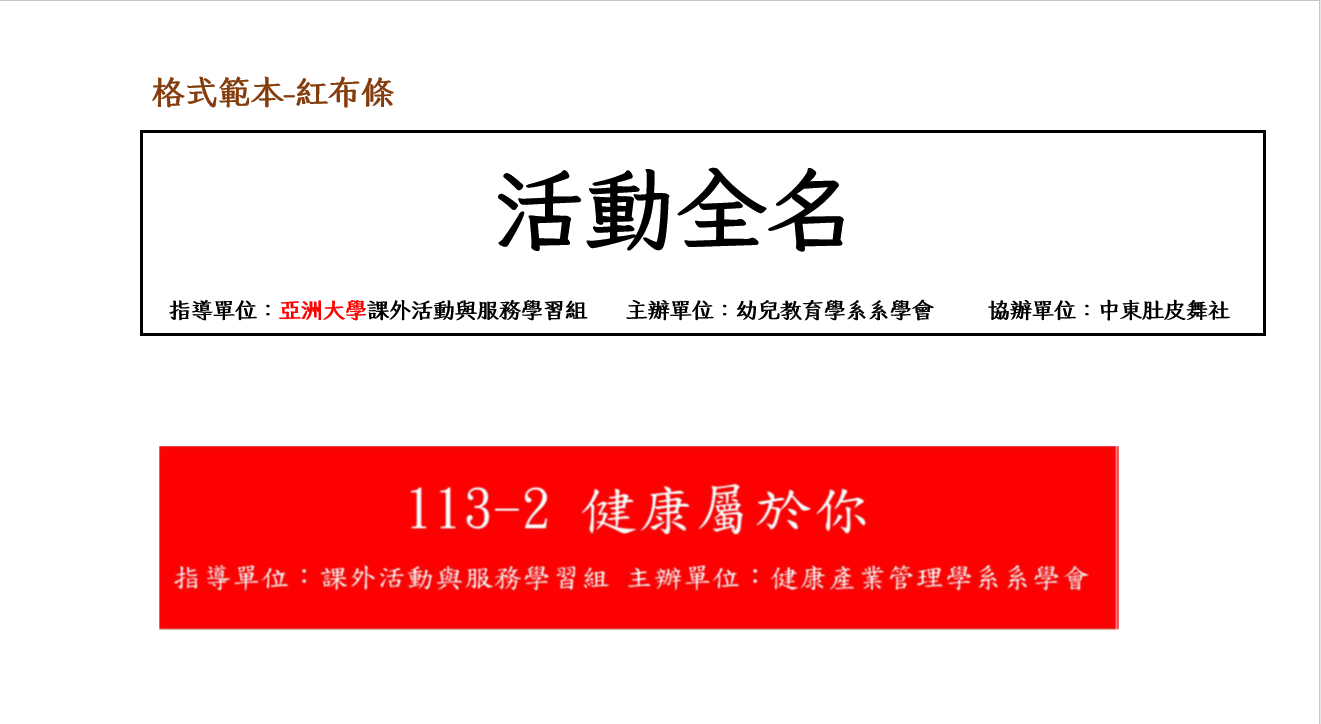 格式範本-紅布條
活動全名
指導單位：亞洲大學課外活動與服務學習組 主辦單位：幼兒教育學系系學會 協辦單位：中東肚皮舞社
113-2 健康屬於你
指導單位：課外活動與服務學習組 主辦單位：健康產業管理學系系學會